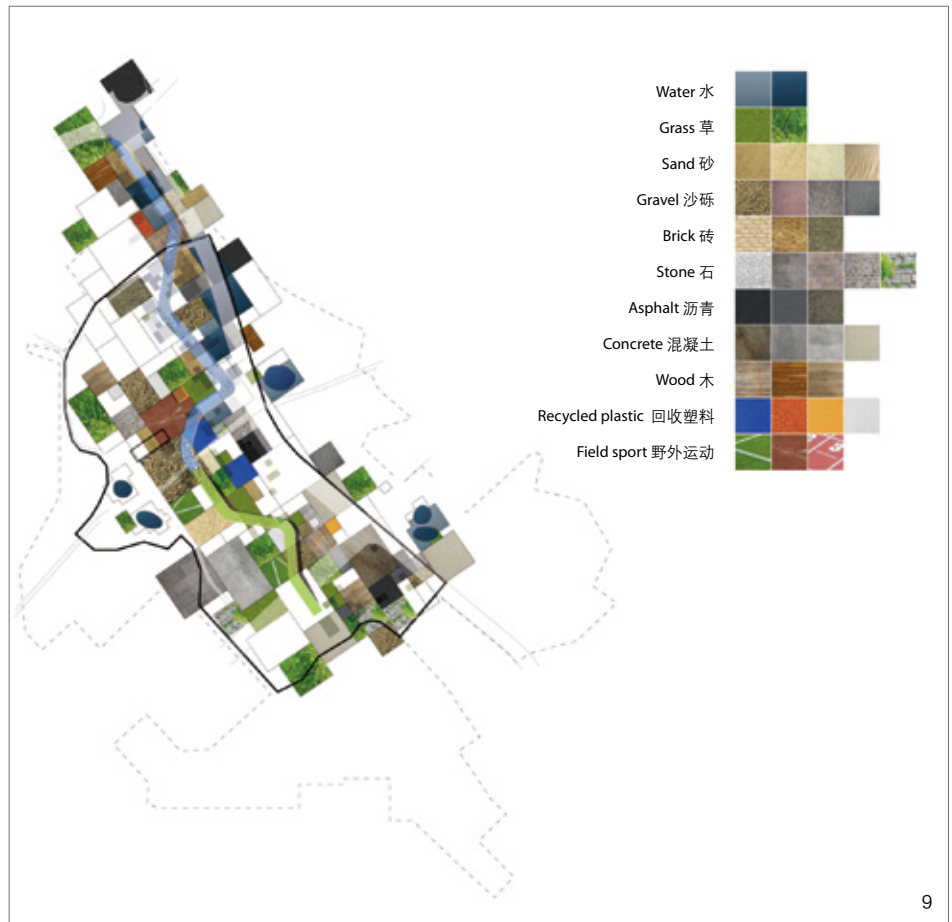 Water 水
Grass 草
Sand 砂
Gravel 沙砾
Brick 砖
Stone 石
Asphalt 沥青
Concrete 混凝土
Wood 木
Recycled plastic 回收塑料
Field sport 野外运动
9